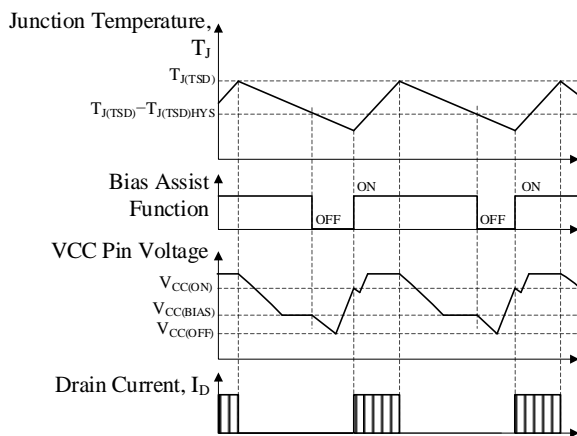 Junction Temperature,
TJ
TJ(TSD)
TJ(TSD)−TJ(TSD)HYS
Bias Assist
Function
ON
ON
OFF
OFF
VCC Pin Voltage
VCC(ON)
VCC(BIAS)
VCC(OFF)
Drain Current, ID